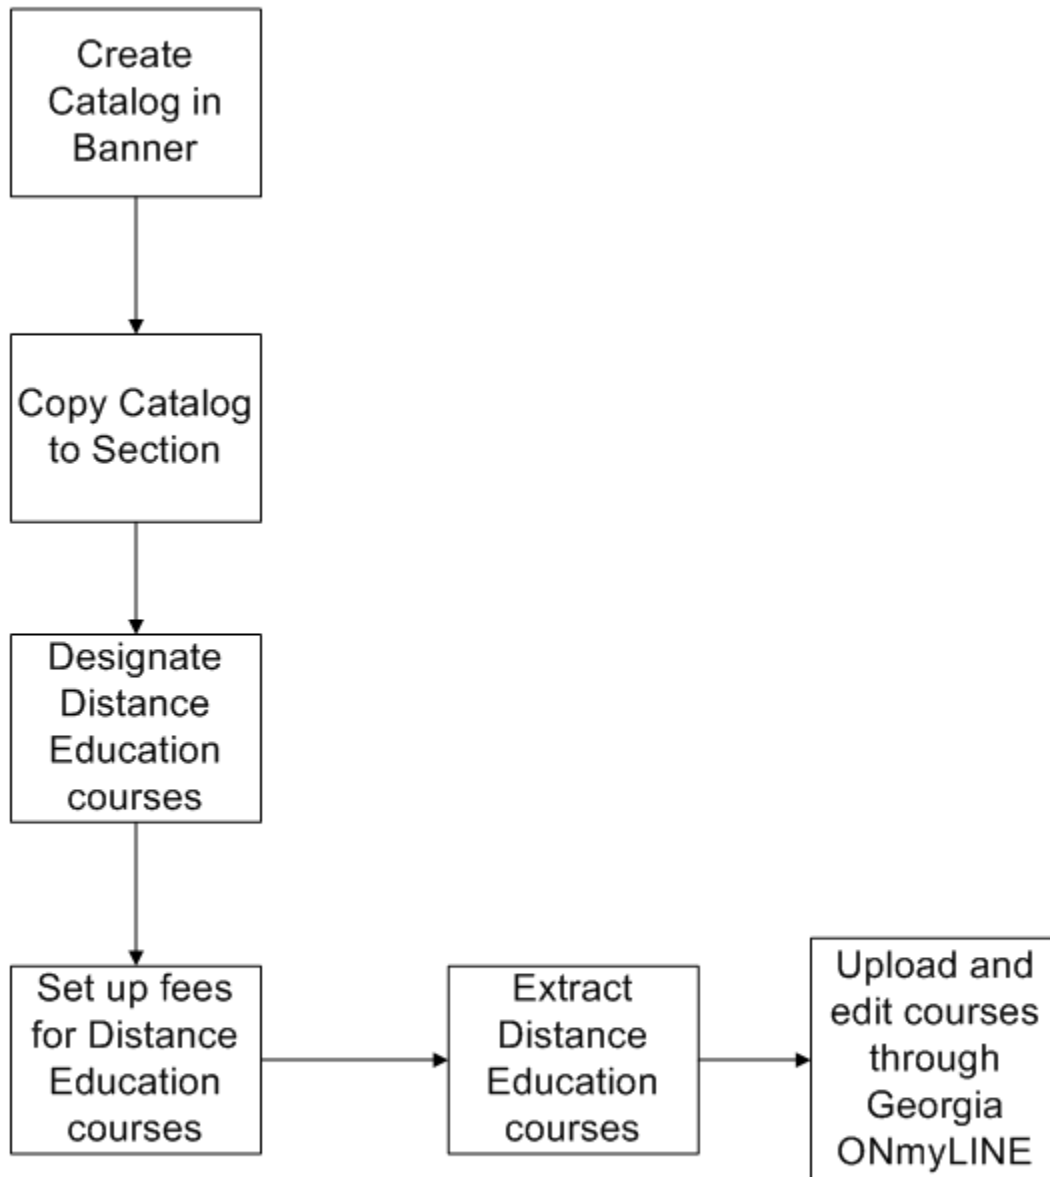 Create
Catalog in
Banner
Copy Catalog
to Section
Designate
Distance
Education
courses
Set up fees
for Distance
Education
courses
Extract
Distance
Education
courses
Upload and
edit courses
through
Georgia
ONmyLINE